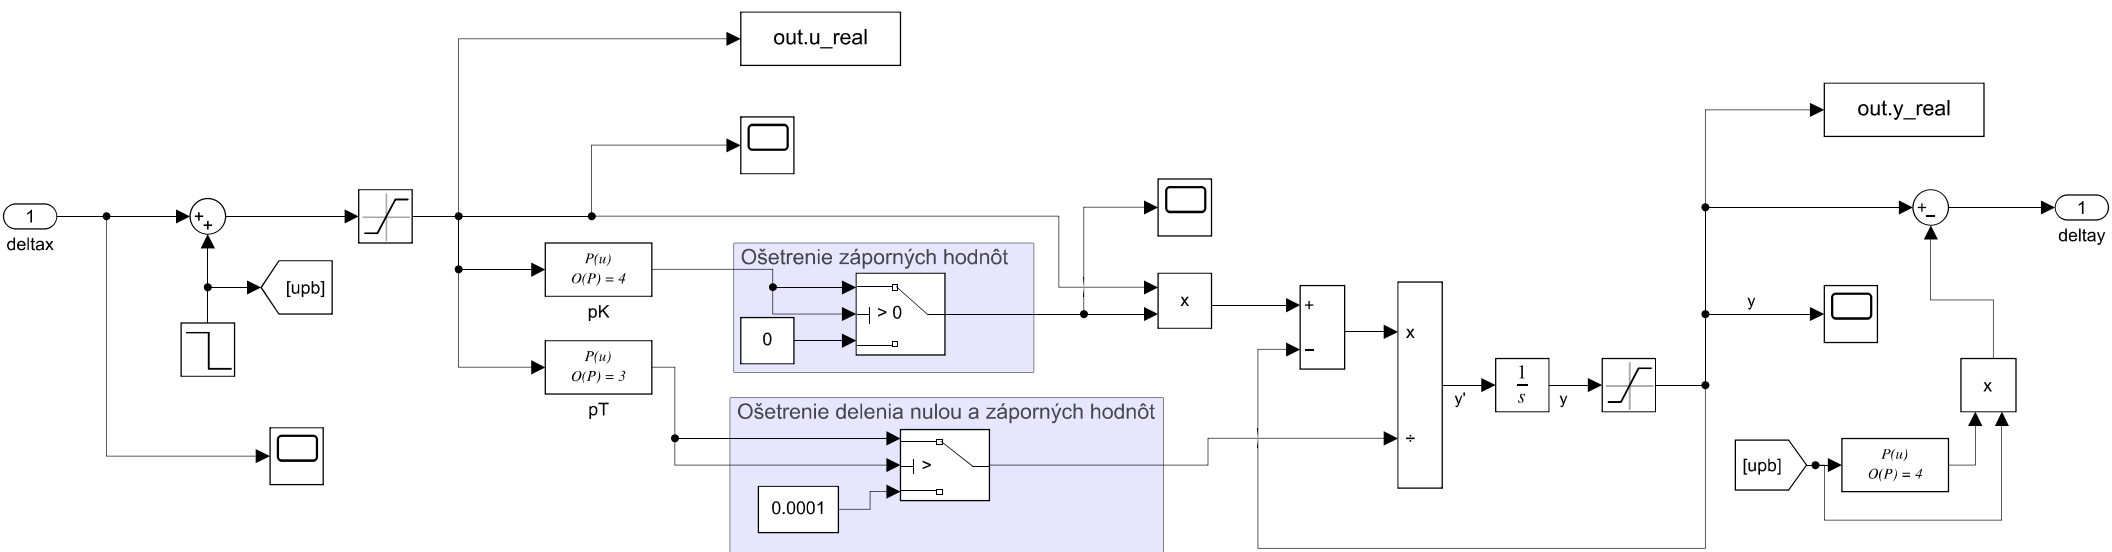 out.u_real
out.y_real
1
deltax
+
+
[upb]
P(u)
O(P) = 4
pK
Ošetrenie záporných hodnôt
> 0
0
x
P(u)
O(P) = 3
pT
Ošetrenie delenia nulou a záporných hodnôt
>
0.0001
+
−
x
÷
y'
1
s
y
y
+
−
1
deltay
x
[upb]
P(u)
O(P) = 4